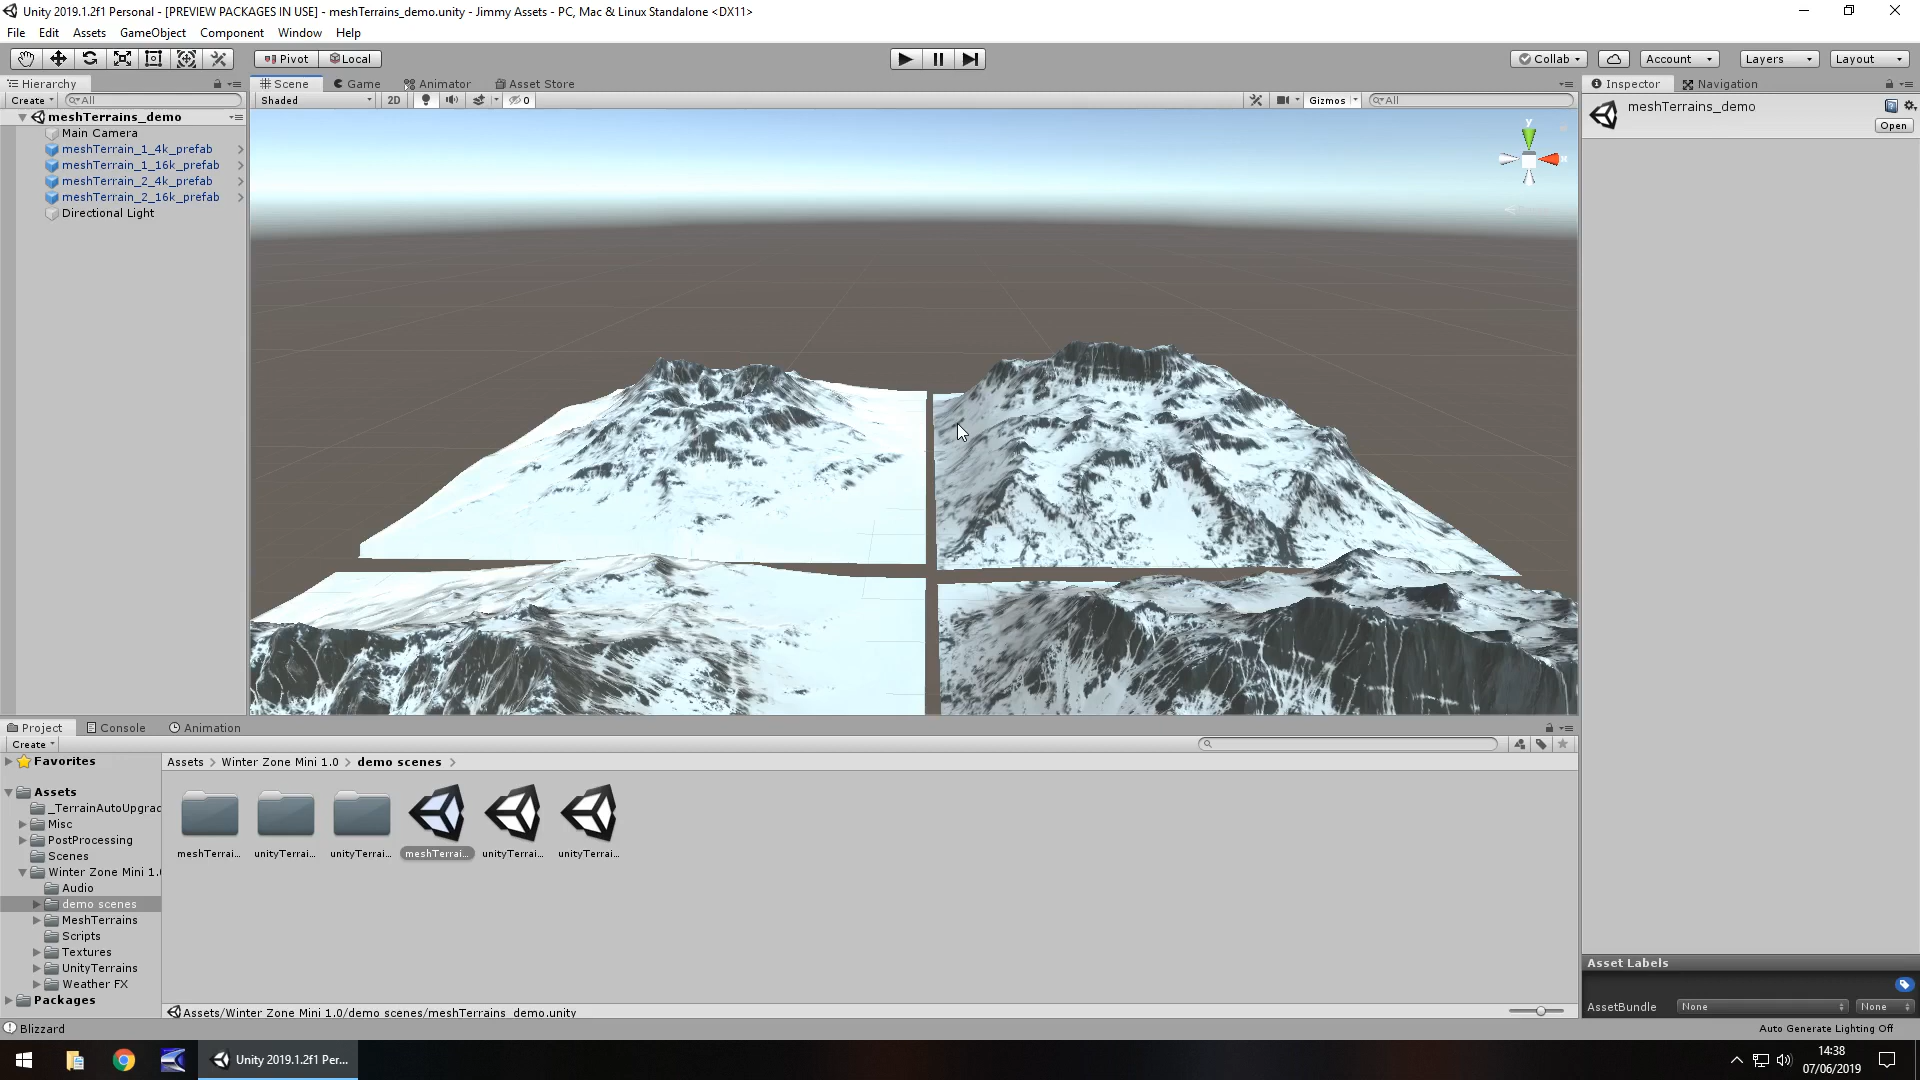 Unity 2019.1.2f1 Personal - [PREVIEW PACKAGES IN USE] - meshTerrains_demo.unity - Jimmy Assets - PC, Mac & Linux Standalone <DX11>
File Edit Assets GameObject Component Window Help
Pivot Local Collab Account Layers Layout
Hierarchy Scene Game Animator Asset Store Inspector Navigation
Create All Shaded 2D 0 Gizmos All
meshTerrains_demo
Main Camera
meshTerrain_1_4k_prefab
meshTerrain_1_16k_prefab
meshTerrain_2_4k_prefab
meshTerrain_2_16k_prefab
Directional Light
y
meshTerrains_demo
Open
Project Console Animation
Create
Favorites
Assets
_TerrainAutoUpgrad
Misc
PostProcessing
Scenes
Winter Zone Mini 1.0
Audio
demo scenes
MeshTerrains
Scripts
Textures
UnityTerrains
Weather FX
Packages
Assets > Winter Zone Mini 1.0 > demo scenes >
meshTerrai... unityTerrai... unityTerrai... meshTerrai... unityTerrai... unityTerrai...
Assets/Winter Zone Mini 1.0/demo scenes/meshTerrains_demo.unity
Asset Labels
AssetBundle None None
Blizzard
Auto Generate Lighting Off
Unity 2019.1.2f1 Per...
14:38
07/06/2019